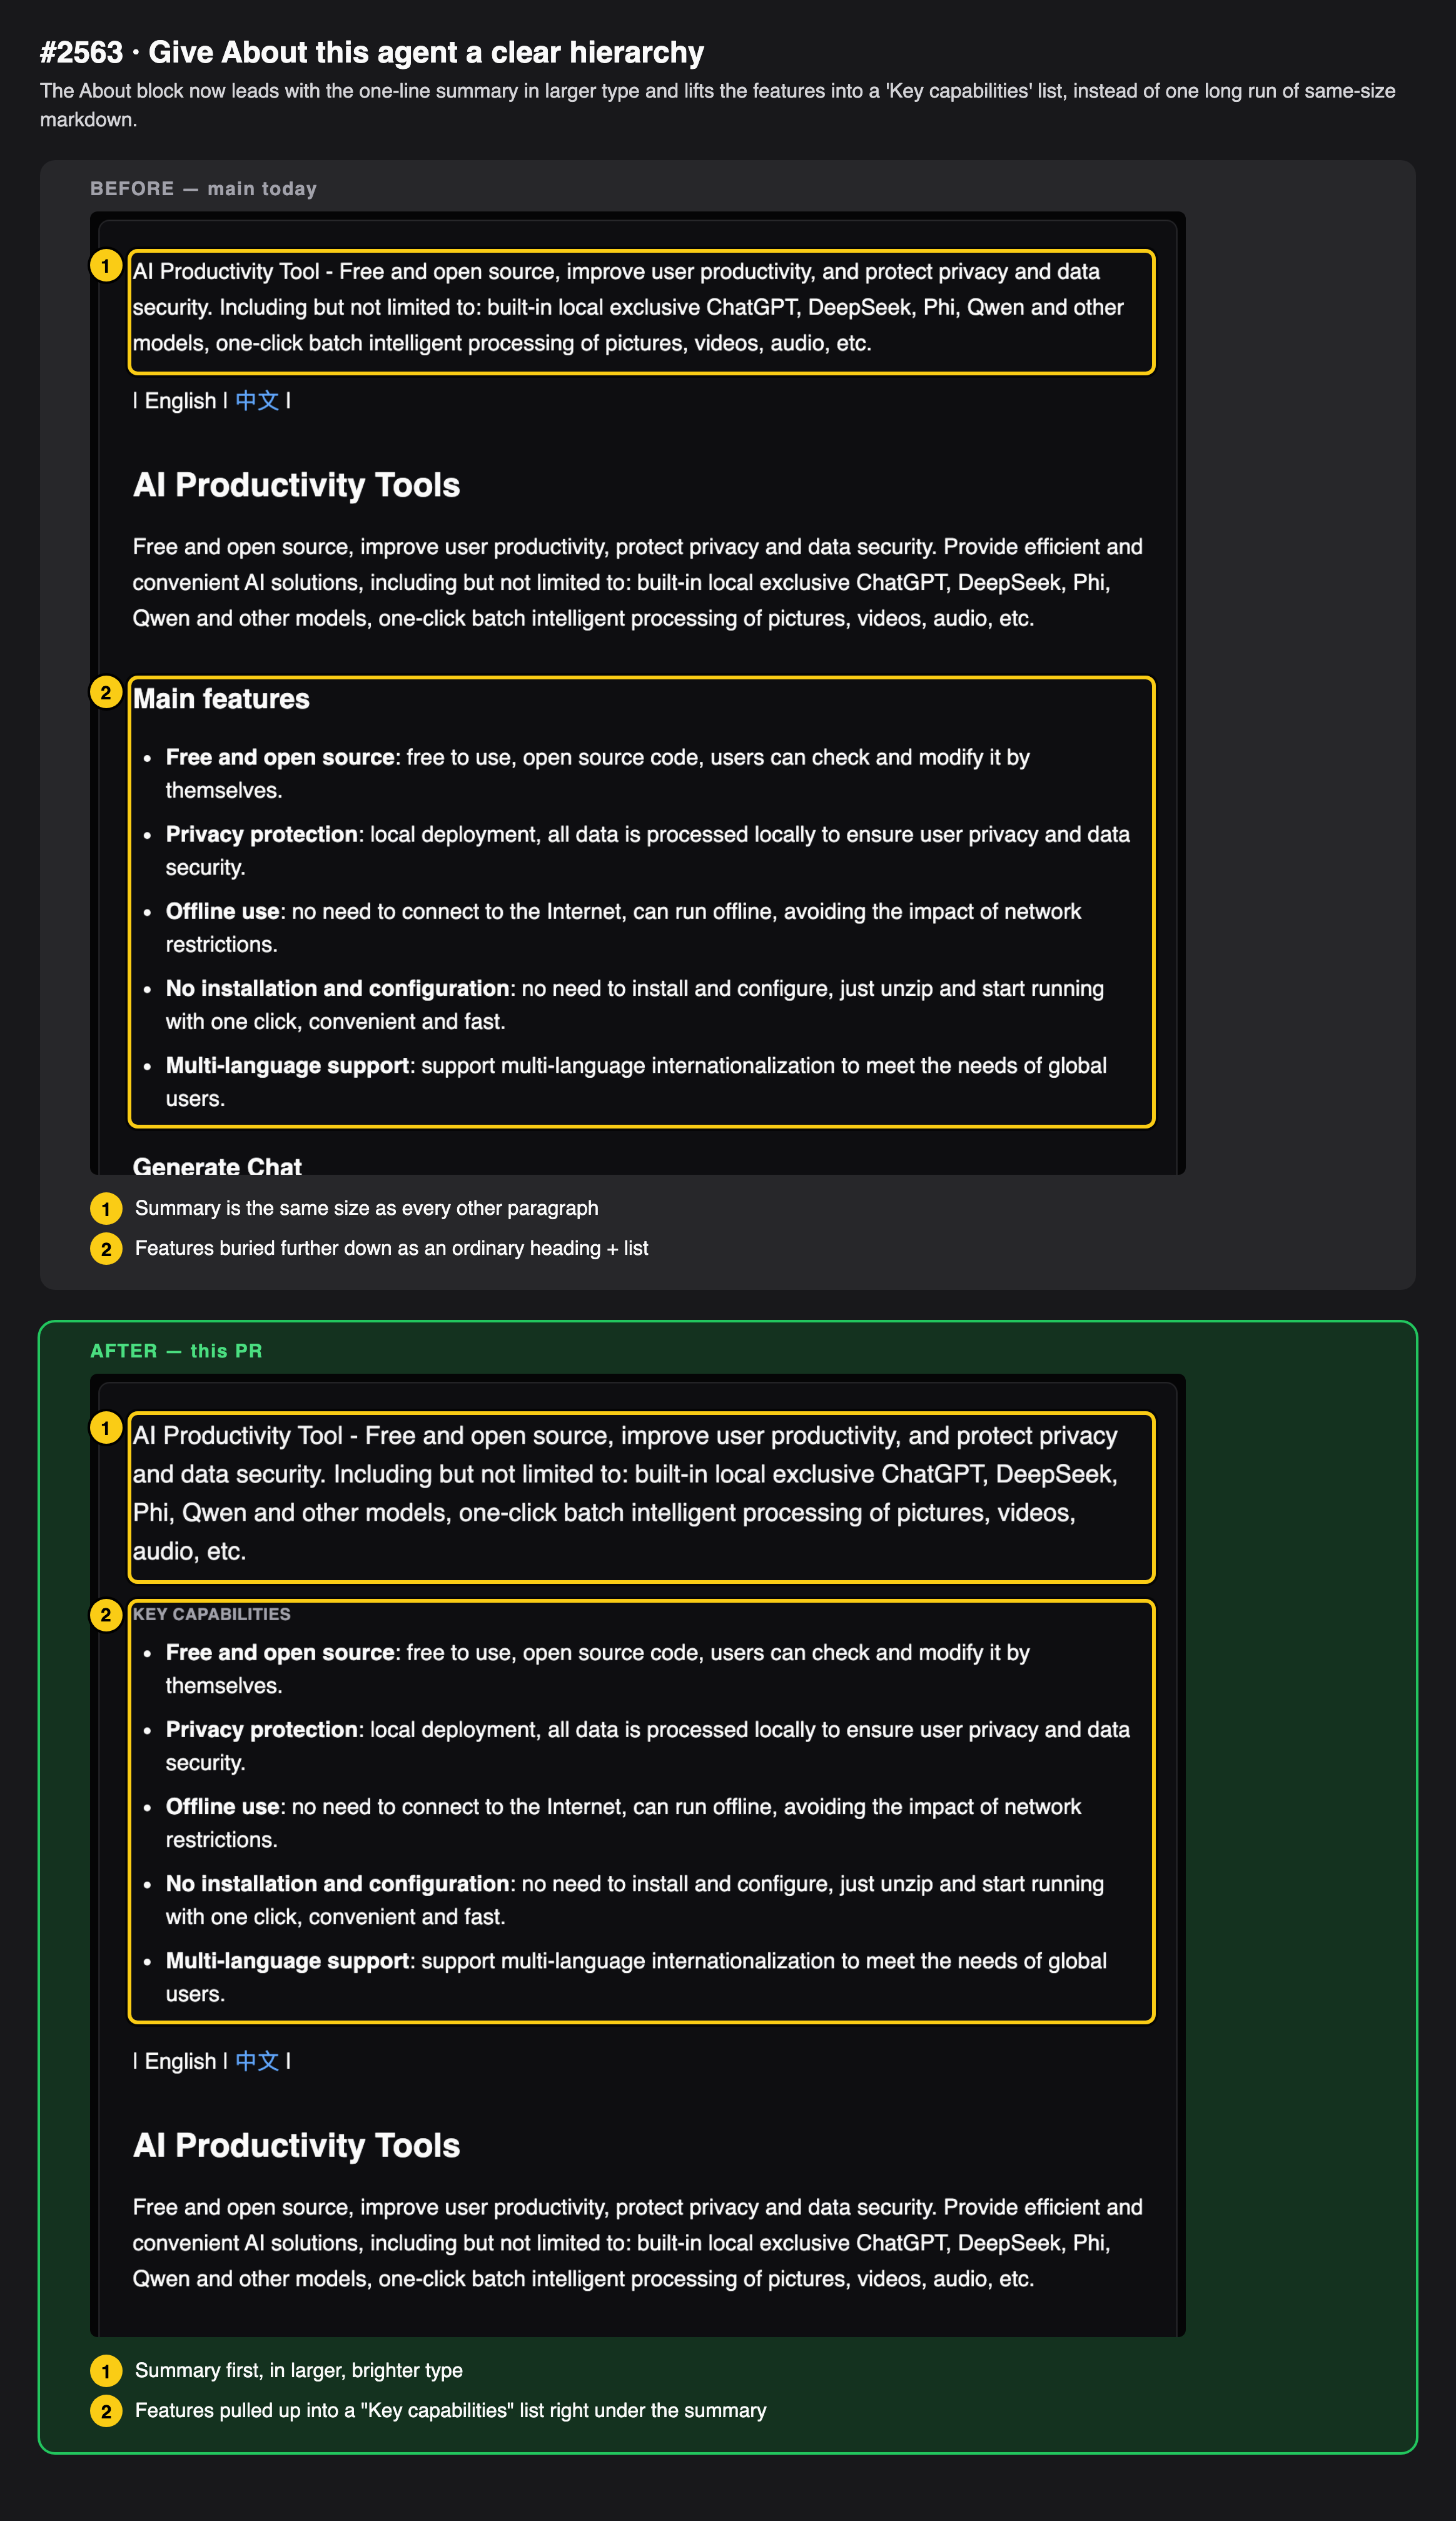 #2563 · Give About this agent a clear hierarchy
The About block now leads with the one-line summary in larger type and lifts the features into a 'Key capabilities' list, instead of one long run of same-size
markdown.
BEFORE — main today
1
AI Productivity Tool - Free and open source, improve user productivity, and protect privacy and data
security. Including but not limited to: built-in local exclusive ChatGPT, DeepSeek, Phi, Qwen and other
models, one-click batch intelligent processing of pictures, videos, audio, etc.
| English | 中文 |
AI Productivity Tools
Free and open source, improve user productivity, protect privacy and data security. Provide efficient and
convenient AI solutions, including but not limited to: built-in local exclusive ChatGPT, DeepSeek, Phi,
Qwen and other models, one-click batch intelligent processing of pictures, videos, audio, etc.
2
Main features
• Free and open source: free to use, open source code, users can check and modify it by
themselves.
• Privacy protection: local deployment, all data is processed locally to ensure user privacy and data
security.
• Offline use: no need to connect to the Internet, can run offline, avoiding the impact of network
restrictions.
• No installation and configuration: no need to install and configure, just unzip and start running
with one click, convenient and fast.
• Multi-language support: support multi-language internationalization to meet the needs of global
users.
Generate Chat
1 Summary is the same size as every other paragraph
2 Features buried further down as an ordinary heading + list
AFTER — this PR
1
AI Productivity Tool - Free and open source, improve user productivity, and protect privacy
and data security. Including but not limited to: built-in local exclusive ChatGPT, DeepSeek,
Phi, Qwen and other models, one-click batch intelligent processing of pictures, videos,
audio, etc.
2
KEY CAPABILITIES
• Free and open source: free to use, open source code, users can check and modify it by
themselves.
• Privacy protection: local deployment, all data is processed locally to ensure user privacy and data
security.
• Offline use: no need to connect to the Internet, can run offline, avoiding the impact of network
restrictions.
• No installation and configuration: no need to install and configure, just unzip and start running
with one click, convenient and fast.
• Multi-language support: support multi-language internationalization to meet the needs of global
users.
| English | 中文 |
AI Productivity Tools
Free and open source, improve user productivity, protect privacy and data security. Provide efficient and
convenient AI solutions, including but not limited to: built-in local exclusive ChatGPT, DeepSeek, Phi,
Qwen and other models, one-click batch intelligent processing of pictures, videos, audio, etc.
1 Summary first, in larger, brighter type
2 Features pulled up into a "Key capabilities" list right under the summary